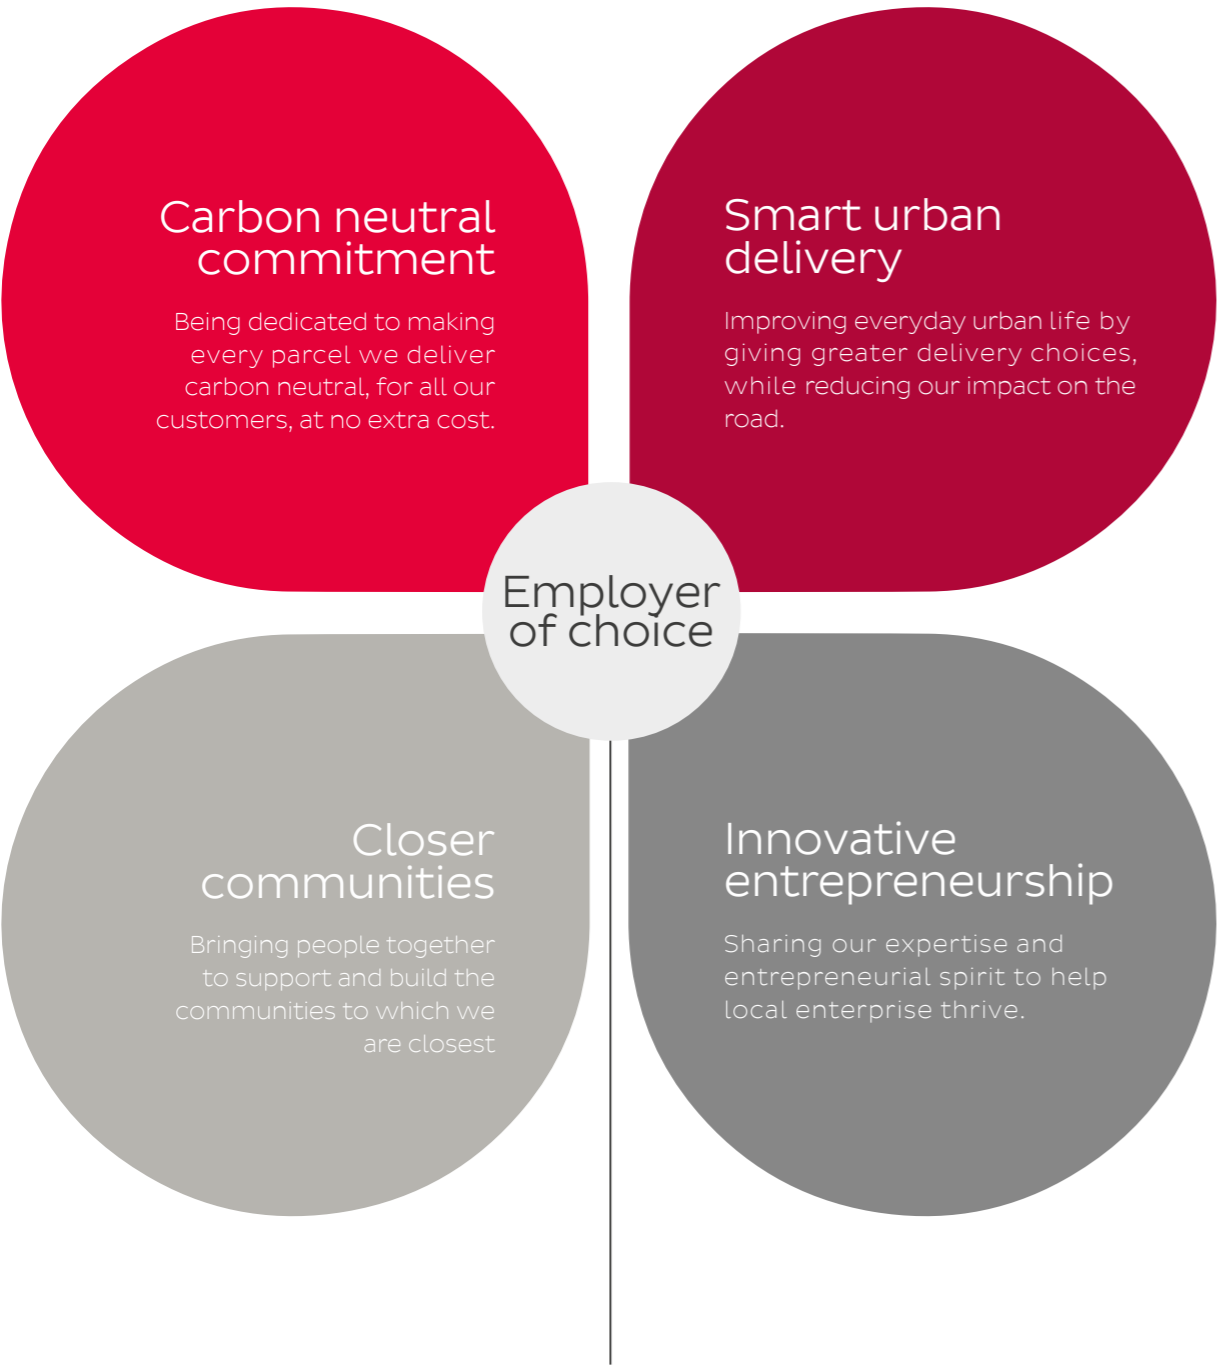 Carbon neutral
commitment
Being dedicated to making
every parcel we deliver
carbon neutral, for all our
customers, at no extra cost.
Smart urban
delivery
Improving everyday urban life by
giving greater delivery choices,
while reducing our impact on the
road.
Employer
of choice
Closer
communities
Bringing people together
to support and build the
communities to which we
are closest
Innovative
entrepreneurship
Sharing our expertise and
entrepreneurial spirit to help
local enterprise thrive.